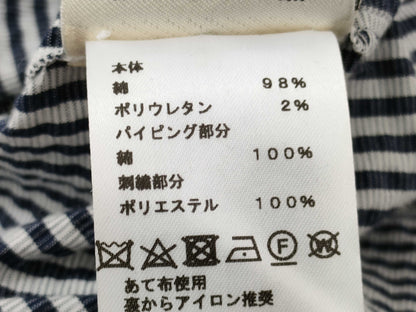 本体
綿 98%
ポリウレタン 2%
パイピング部分
綿 100%
刺繍部分
ポリエステル 100%
F W
あて布使用
裏からアイロン推奨